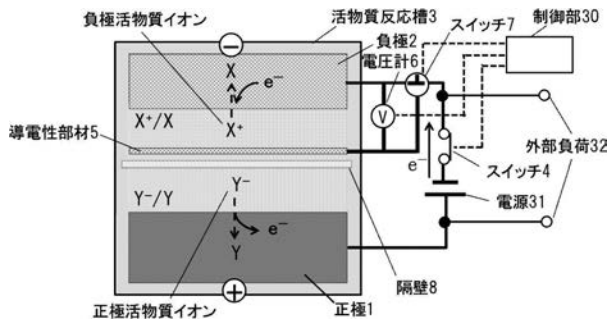 負極活物質イオン
活物質反応槽3
負極2
電圧計6
スイッチ7
制御部30
−
X
e−
X+/X
X+
V
導電性部材5
外部負荷32
e−
スイッチ4
Y−/Y
Y−
電源31
e−
Y
隔壁8
+
正極活物質イオン
正極1